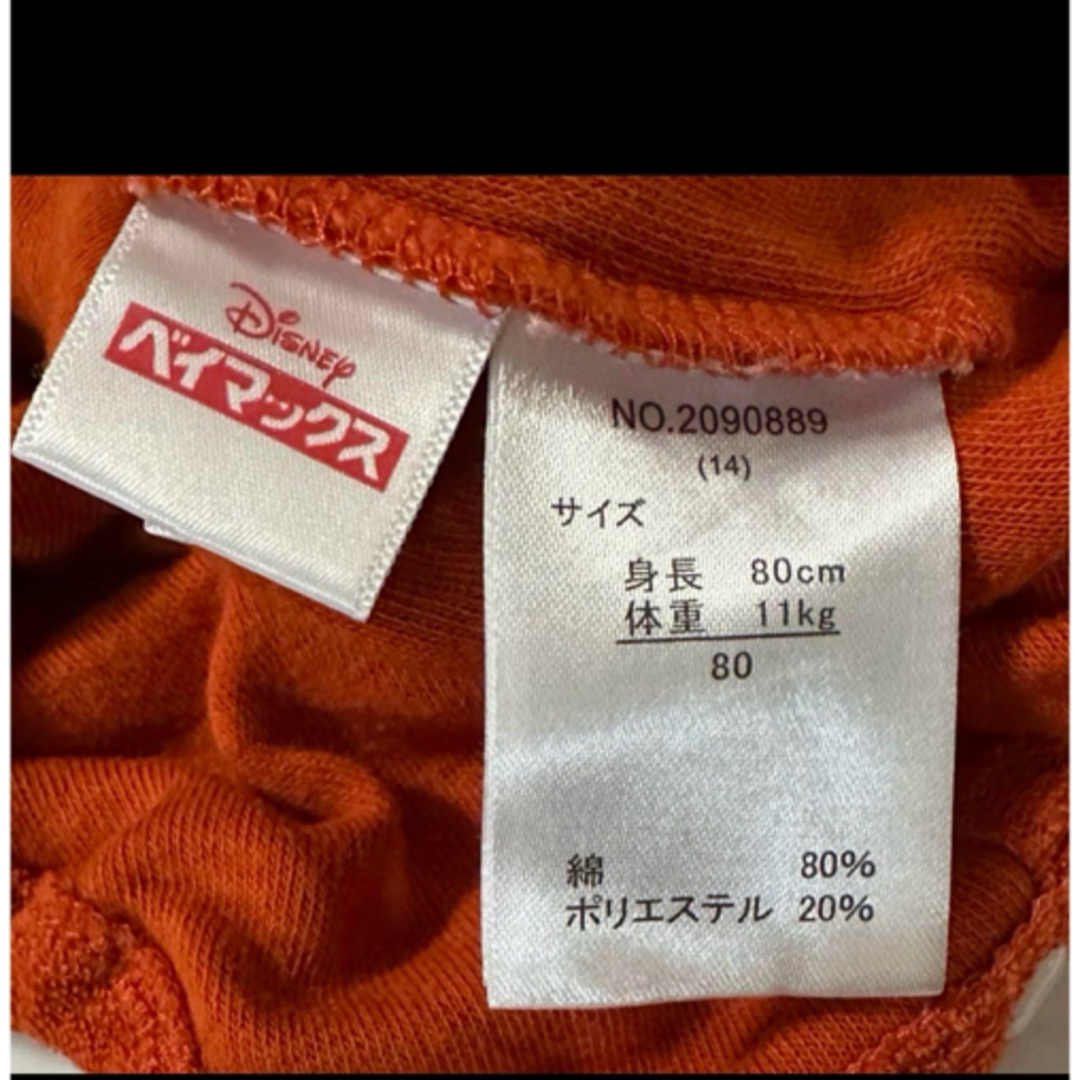 Disney
ベイマックス
NO.2090889
(14)
サイズ
身長 80cm
体重 11kg
80
綿 80%
ポリエステル 20%